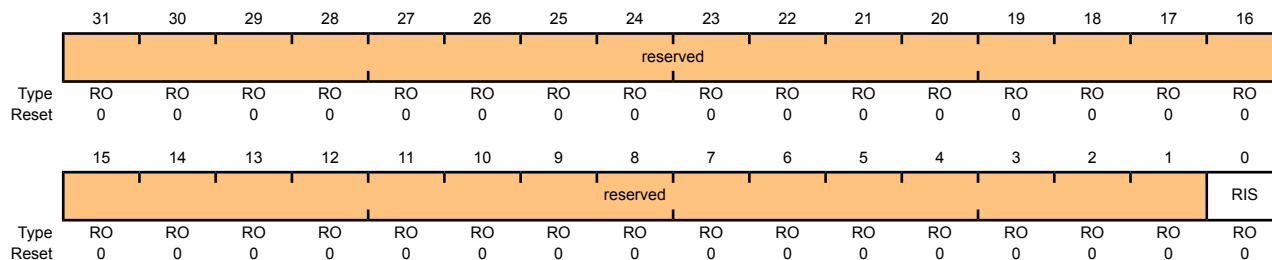 31 30 29 28 27 26 25 24 23 22 21 20 19 18 17 16
reserved
Type RO RO RO RO RO RO RO RO RO RO RO RO RO RO RO RO
Reset 0 0 0 0 0 0 0 0 0 0 0 0 0 0 0 0
15 14 13 12 11 10 9 8 7 6 5 4 3 2 1 0
reserved RIS
Type RO RO RO RO RO RO RO RO RO RO RO RO RO RO RO RO
Reset 0 0 0 0 0 0 0 0 0 0 0 0 0 0 0 0